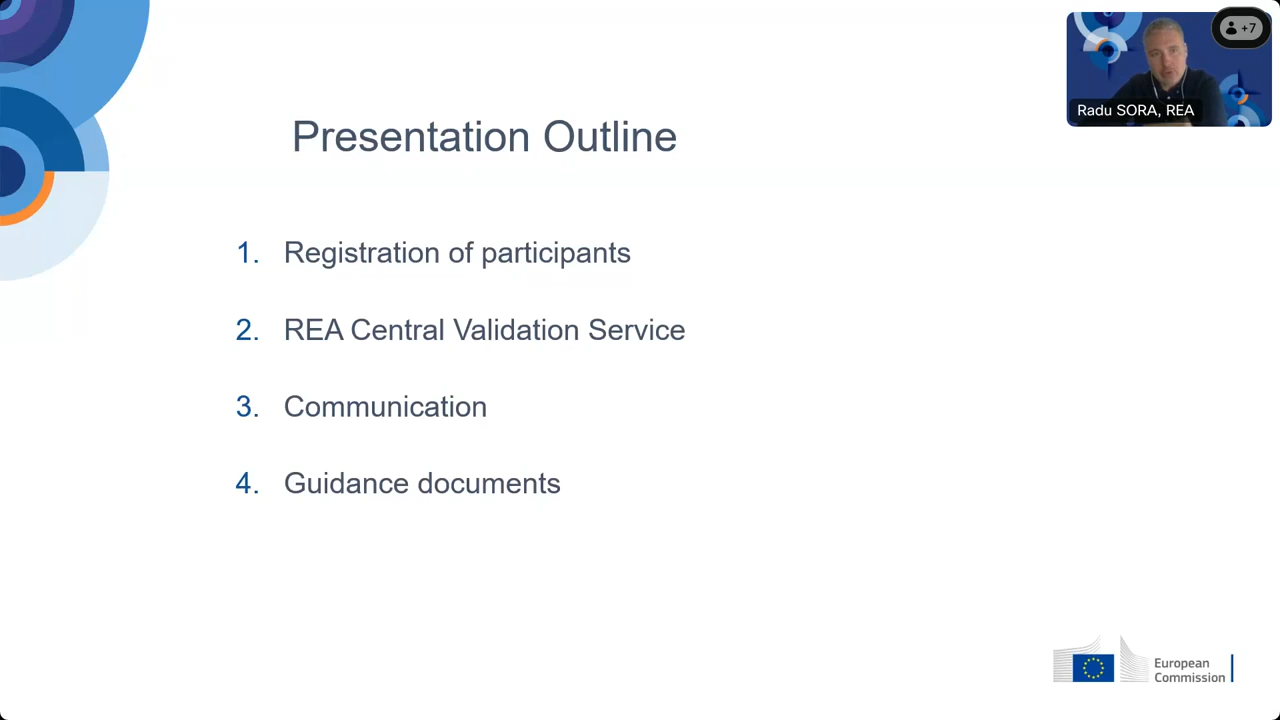 +7
Radu SORA, REA
Presentation Outline
1. Registration of participants
2. REA Central Validation Service
3. Communication
4. Guidance documents
European
Commission